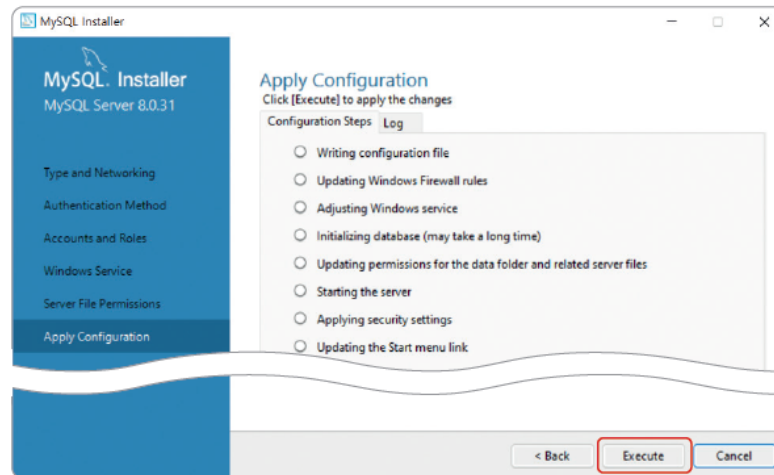 MySQL Installer
MySQL. Installer
MySQL Server 8.0.31
Type and Networking
Authentication Method
Accounts and Roles
Windows Service
Server File Permissions
Apply Configuration
Apply Configuration
Click [Execute] to apply the changes
Configuration Steps Log
Writing configuration file
Updating Windows Firewall rules
Adjusting Windows service
Initializing database (may take a long time)
Updating permissions for the data folder and related server files
Starting the server
Applying security settings
Updating the Start menu link
< Back Execute Cancel